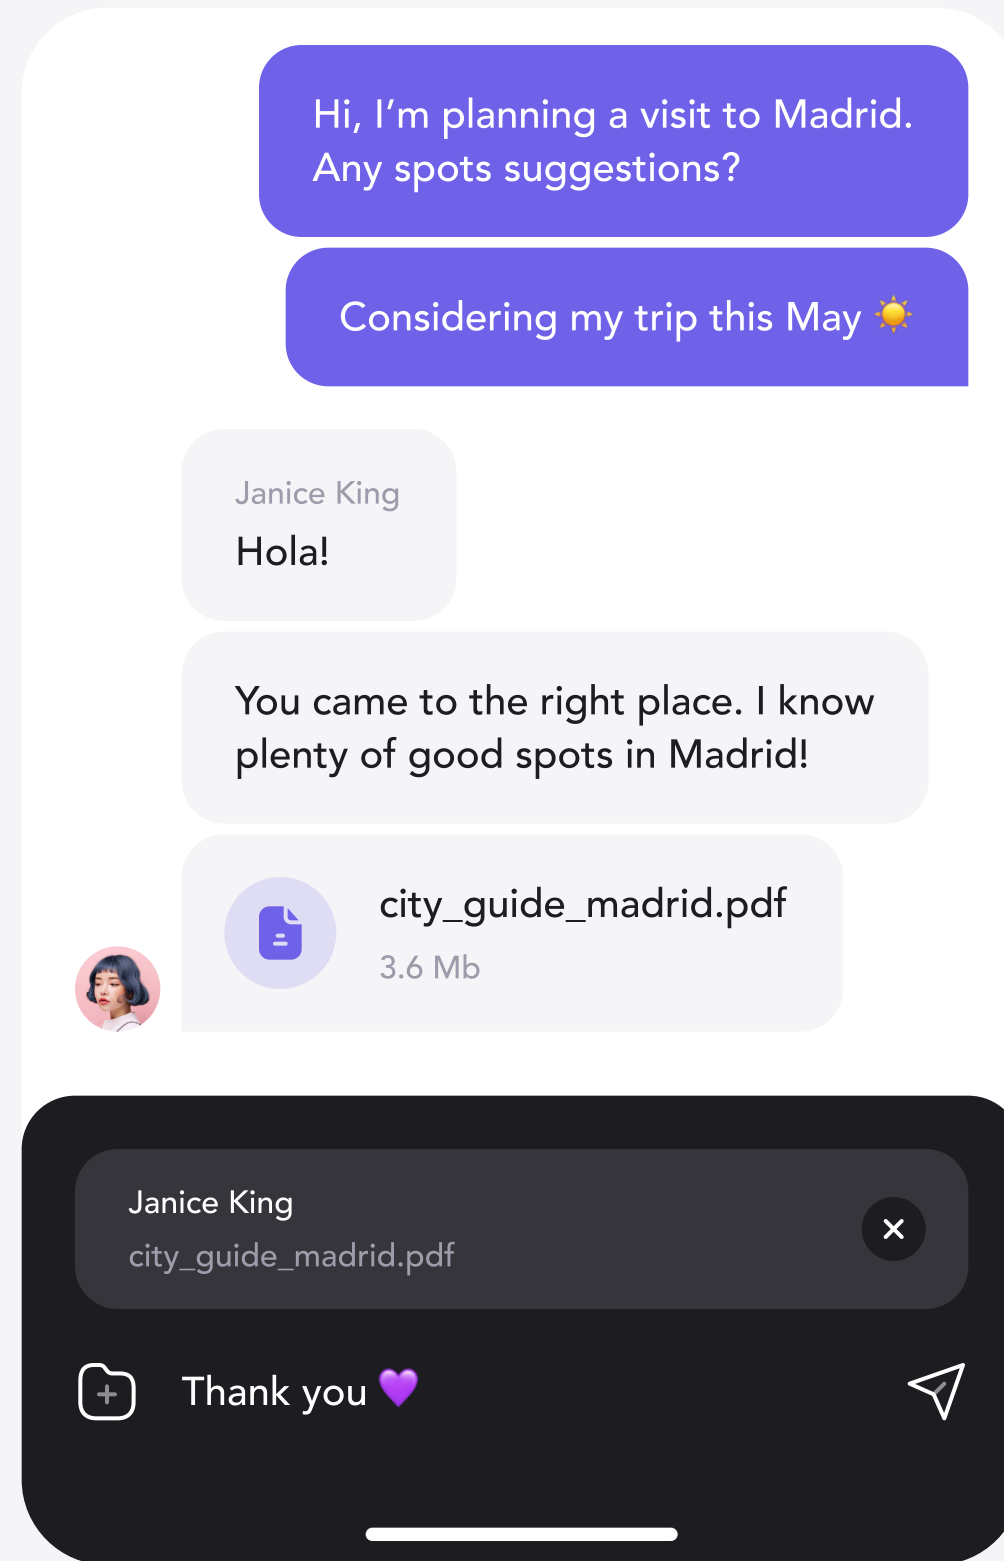 Hi, I’m planning a visit to Madrid.
Any spots suggestions?
Considering my trip this May ☀️
Janice King
Hola!
You came to the right place. I know
plenty of good spots in Madrid!
city_guide_madrid.pdf
3.6 Mb
Janice King
city_guide_madrid.pdf
Thank you 💜